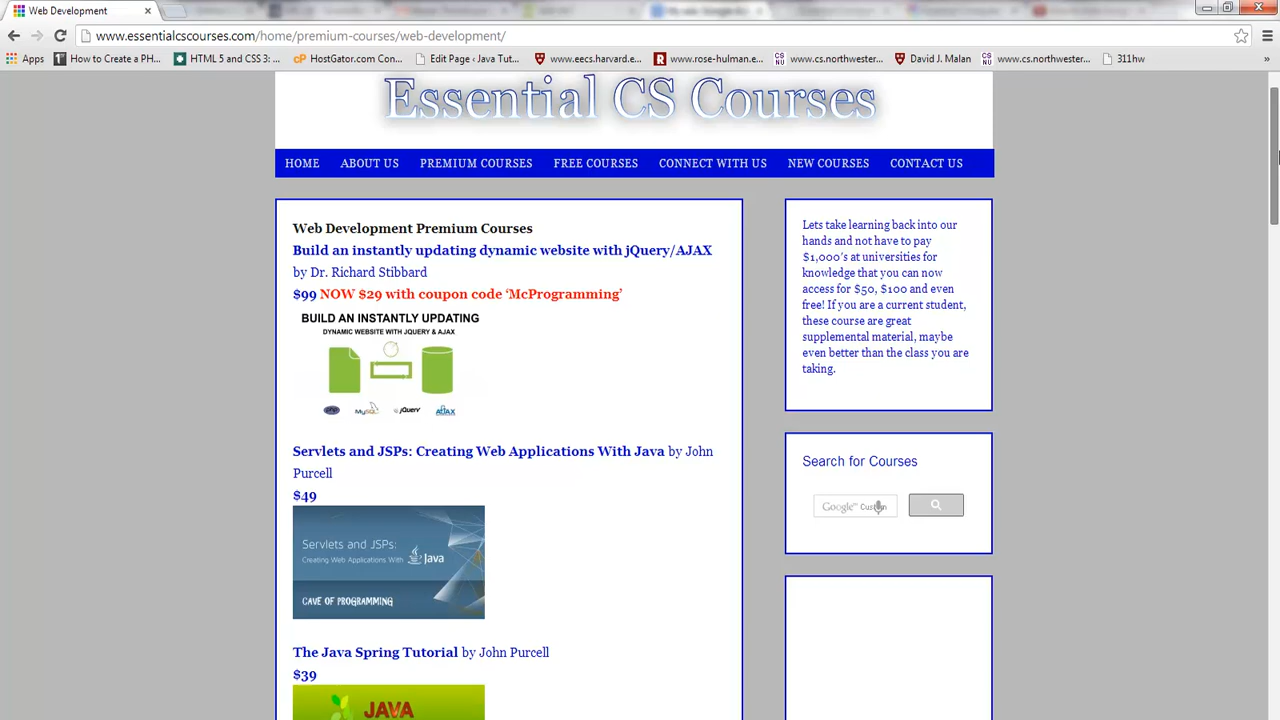 Web Development
www.essentialcscourses.com/home/premium-courses/web-development/
Apps
How to Create a PH...
HTML 5 and CSS 3: ...
HostGator.com Con...
Edit Page ‹ Java Tut...
www.eecs.harvard.e...
www.rose-hulman.e...
www.cs.northwester...
David J. Malan
www.cs.northwester...
311hw
Essential CS Courses
HOME ABOUT US PREMIUM COURSES FREE COURSES CONNECT WITH US NEW COURSES CONTACT US
Web Development Premium Courses
Build an instantly updating dynamic website with jQuery/AJAX
by Dr. Richard Stibbard
$99 NOW $29 with coupon code ‘McProgramming’
BUILD AN INSTANTLY UPDATING
DYNAMIC WEBSITE WITH JQUERY & AJAX
php MySQL jQuery AJAX
Servlets and JSPs: Creating Web Applications With Java by John
Purcell
$49
Servlets and JSPs:
Creating Web Applications With Java
CAVE OF PROGRAMMING
The Java Spring Tutorial by John Purcell
$39
JAVA
Lets take learning back into our
hands and not have to pay
$1,000's at universities for
knowledge that you can now
access for $50, $100 and even
free! If you are a current student,
these course are great
supplemental material, maybe
even better than the class you are
taking.
Search for Courses
Google™ Custom